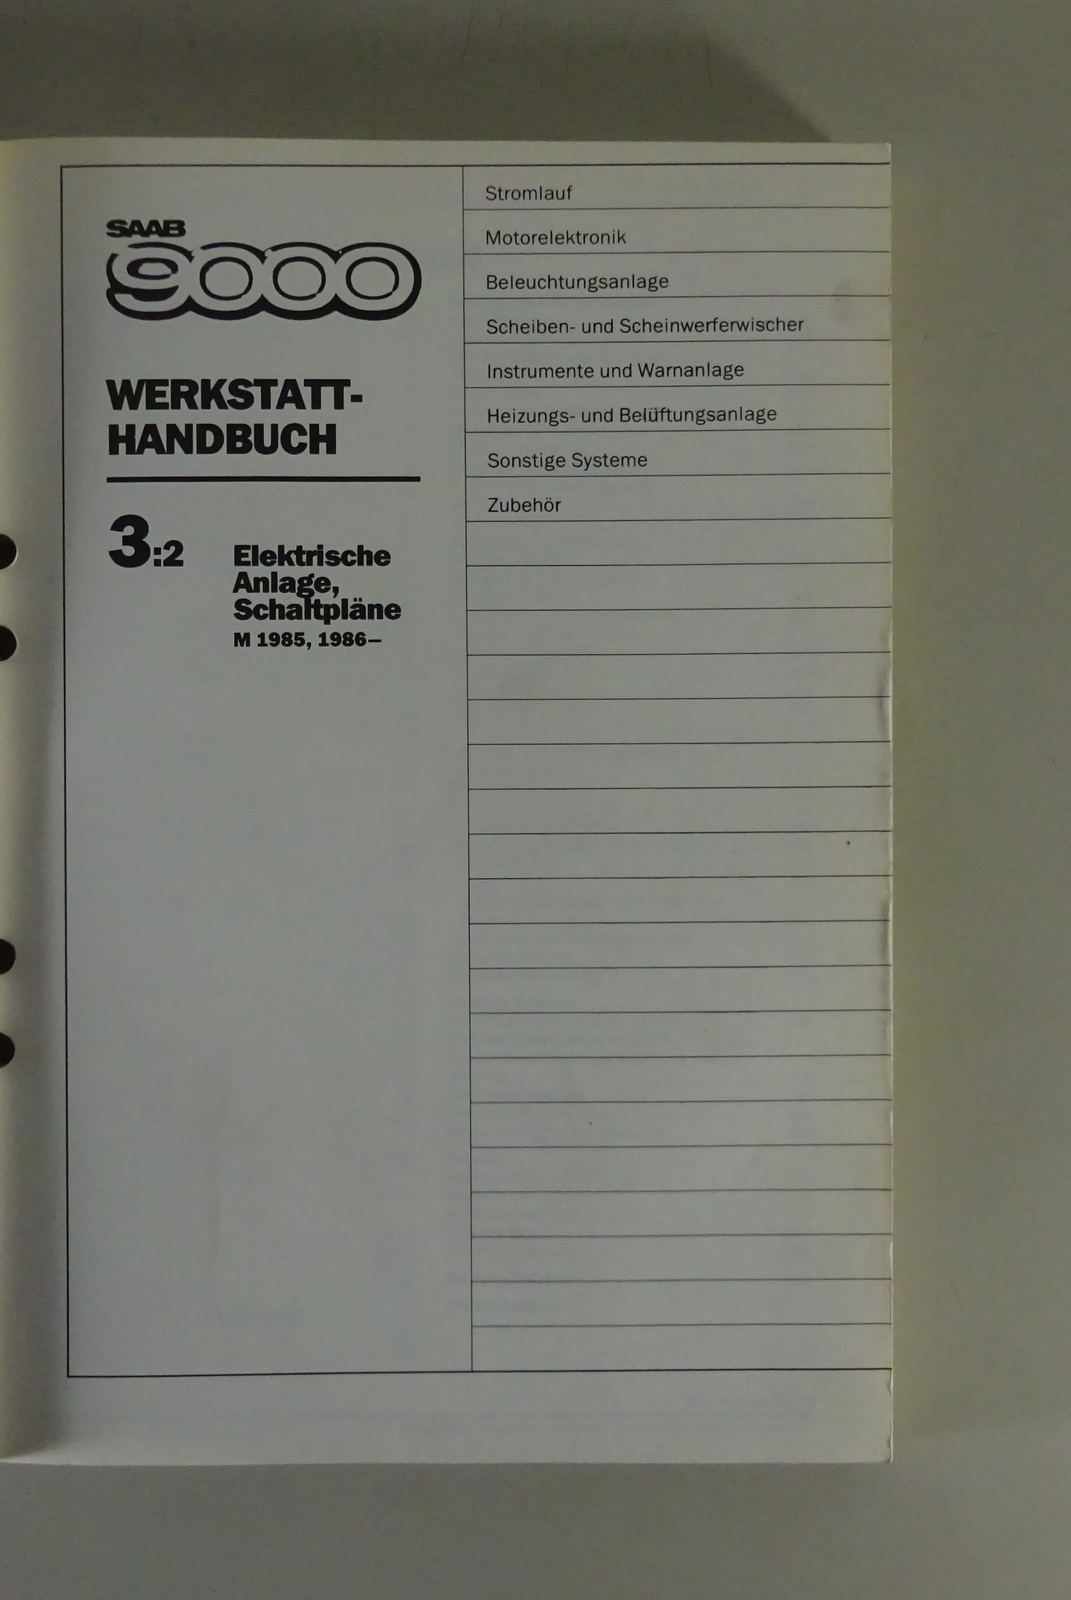 SAAB
9000
WERKSTATT-
HANDBUCH
3:2
Elektrische
Anlage,
Schaltpläne
M 1985, 1986–
Stromlauf
Motorelektronik
Beleuchtungsanlage
Scheiben- und Scheinwerferwischer
Instrumente und Warnanlage
Heizungs- und Belüftungsanlage
Sonstige Systeme
Zubehör